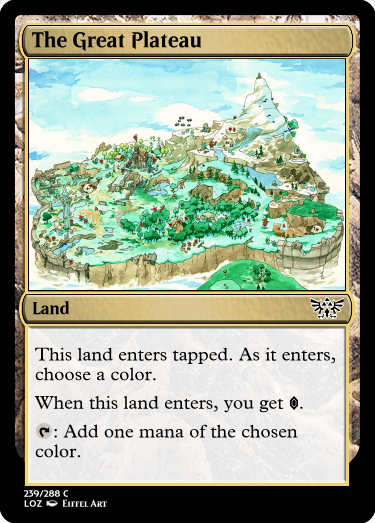 The Great Plateau
Land
This land enters tapped. As it enters,
choose a color.
When this land enters, you get .
: Add one mana of the chosen
color.
239/288 C
LOZ Eiffel Art